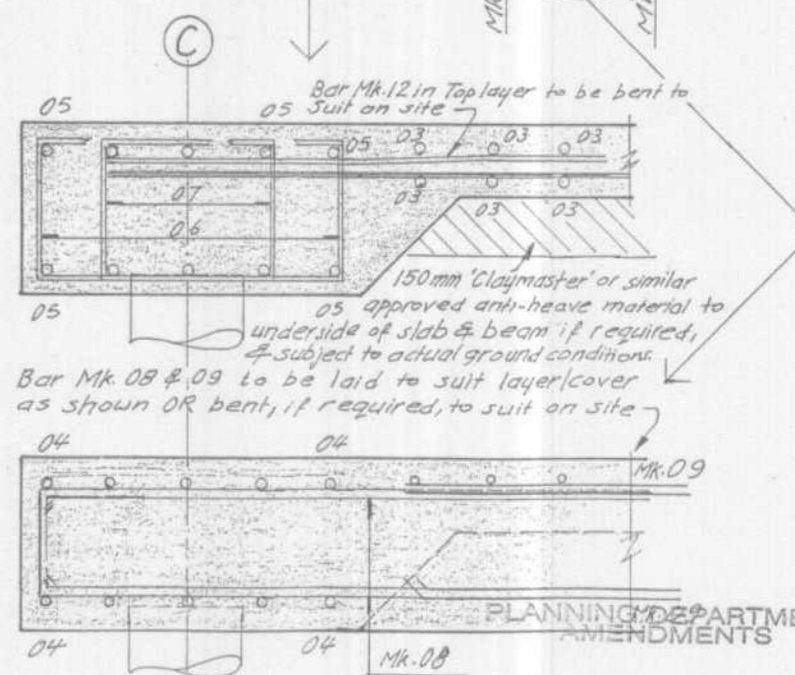 Mk
Mk
C
Bar Mk.12 in Top layer to be bent to
suit on site
05
05
05
03
03
03
03
03
03
07
06
05
05
150mm 'Claymaster' or similar
approved anti-heave material to
underside of slab & beam if required,
& subject to actual ground conditions.
Bar Mk. 08 & 09 to be laid to suit layer/cover
as shown OR bent, if required, to suit on site
04
04
Mk.09
04
04
Mk.08
PLANNING DEPARTME
AMENDMENTS